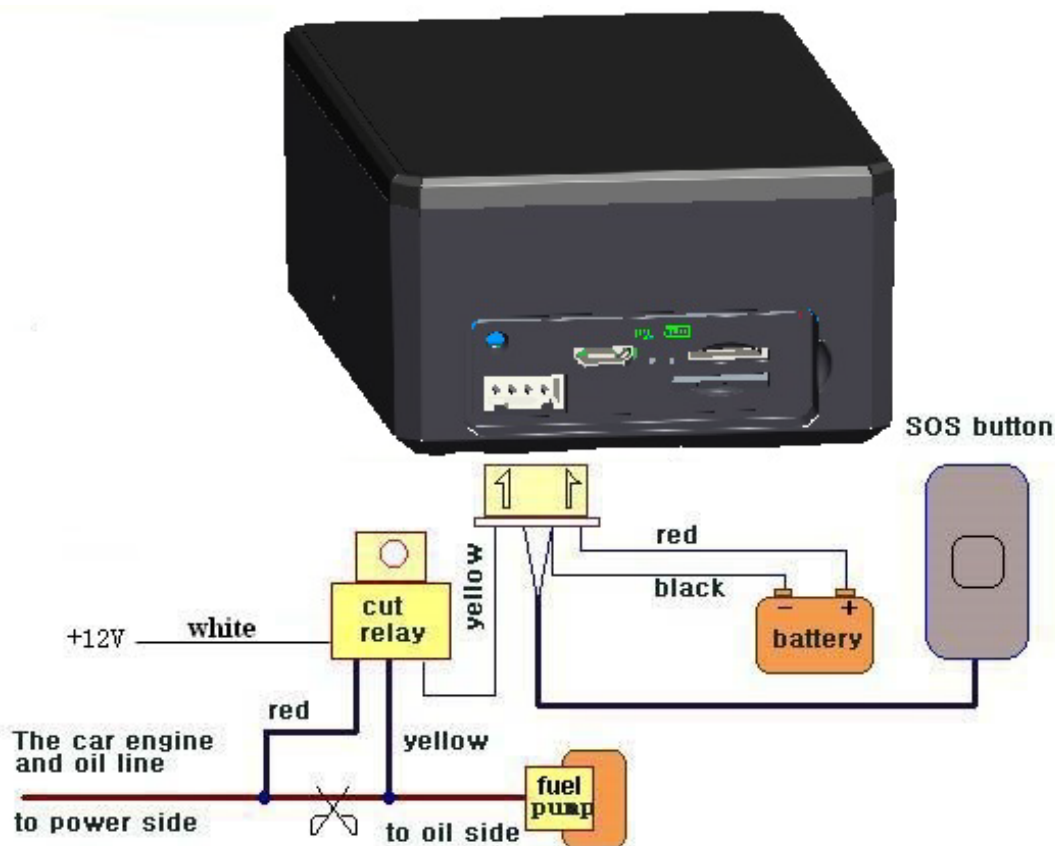 SOS button
red
yellow
black
cut
relay
white
+12V
battery
red
yellow
The car engine
and oil line
fuel
pump
to power side
to oil side